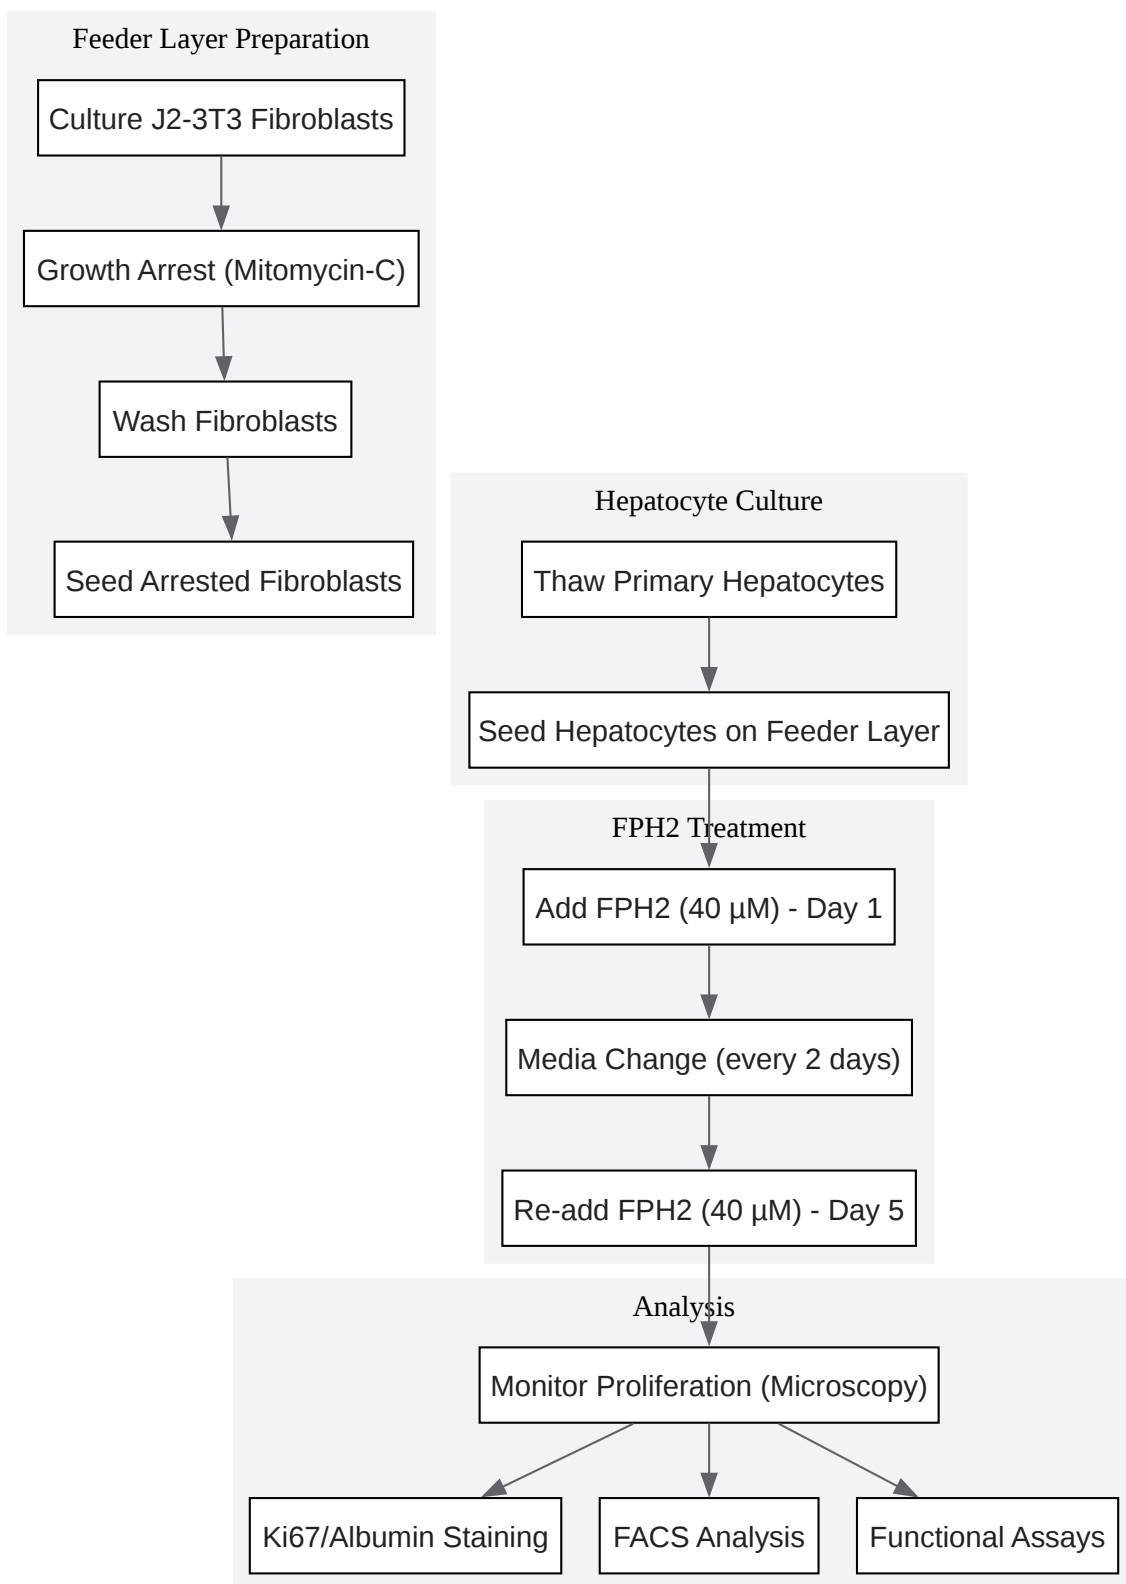 Feeder Layer Preparation
Culture J2-3T3 Fibroblasts
Growth Arrest (Mitomycin-C)
Wash Fibroblasts
Seed Arrested Fibroblasts
Hepatocyte Culture
Thaw Primary Hepatocytes
Seed Hepatocytes on Feeder Layer
FPH2 Treatment
Add FPH2 (40 µM) - Day 1
Media Change (every 2 days)
Re-add FPH2 (40 µM) - Day 5
Analysis
Monitor Proliferation (Microscopy)
Ki67/Albumin Staining
FACS Analysis
Functional Assays